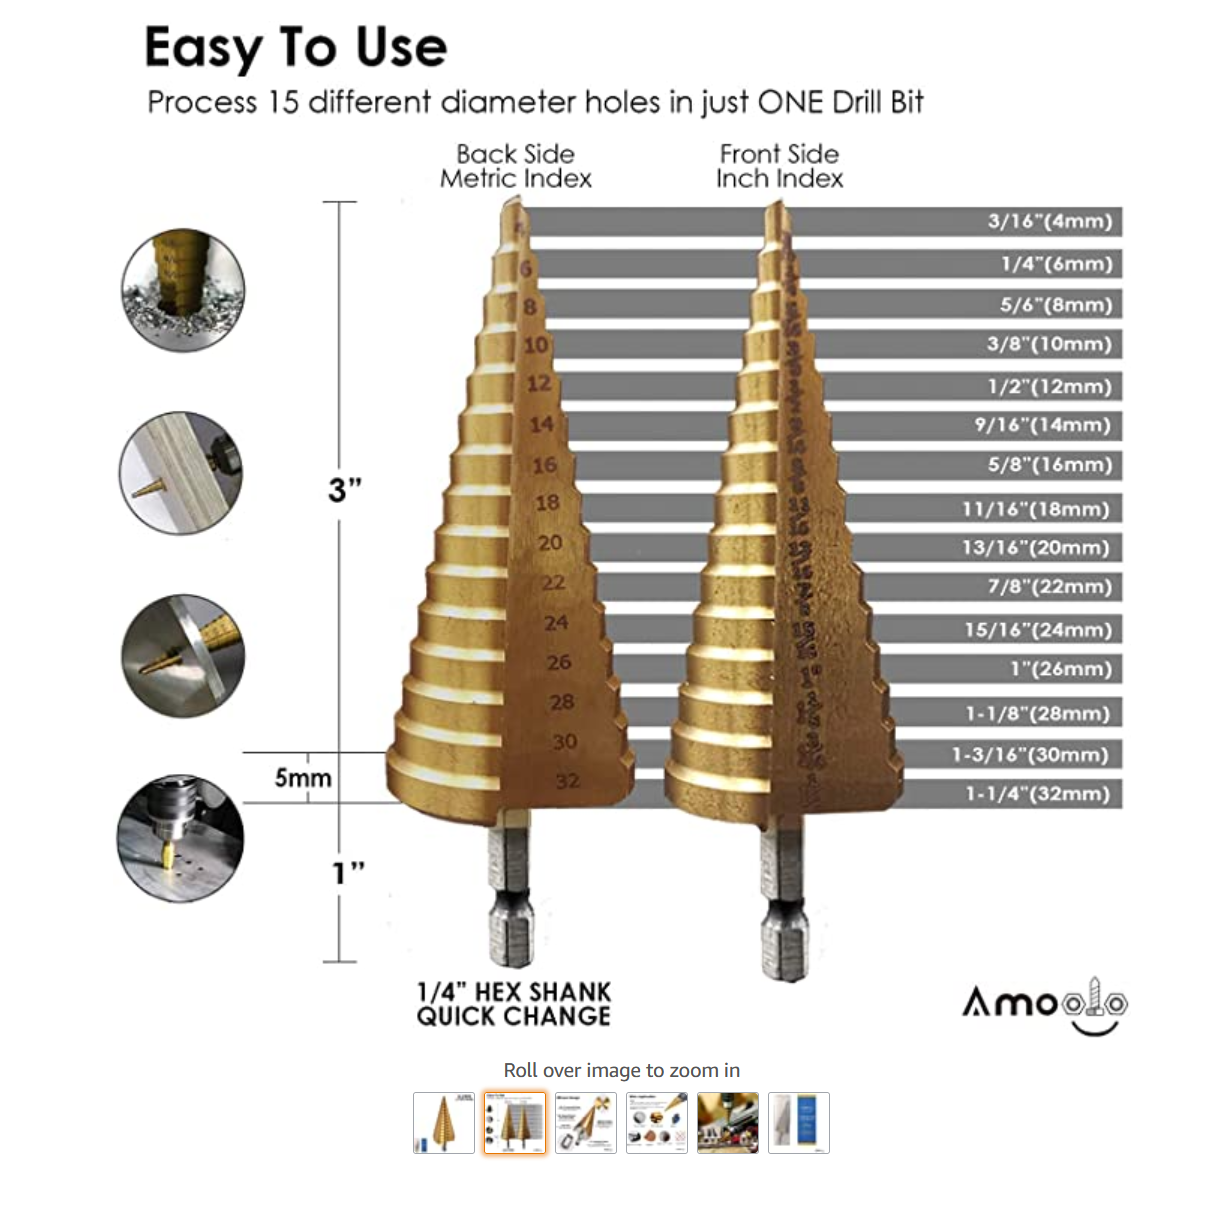 Easy To Use
Process 15 different diameter holes in just ONE Drill Bit
Back Side
Metric Index
Front Side
Inch Index
3/16"(4mm)
1/4"(6mm)
5/6"(8mm)
3/8"(10mm)
1/2"(12mm)
9/16"(14mm)
5/8"(16mm)
11/16"(18mm)
13/16"(20mm)
7/8"(22mm)
15/16"(24mm)
1"(26mm)
1-1/8"(28mm)
1-3/16"(30mm)
1-1/4"(32mm)
6
8
10
12
14
16
18
20
22
24
26
28
30
32
3”
5mm
1”
1/4” HEX SHANK
QUICK CHANGE
Amoolo
Roll over image to zoom in